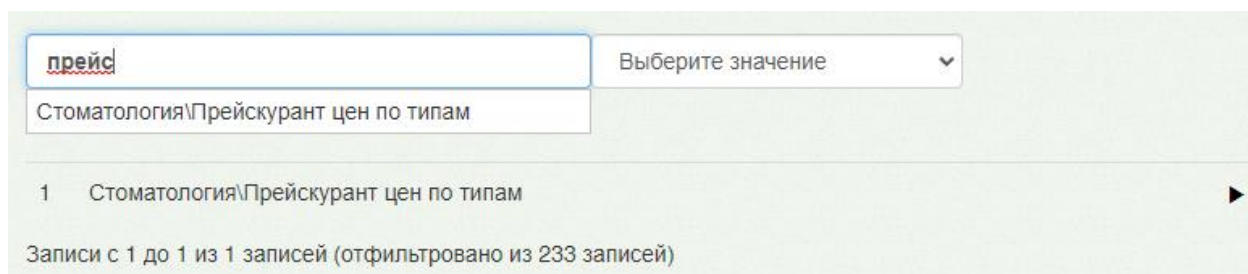 прейс Выберите значение
Стоматология\Прейскурант цен по типам
1 Стоматология\Прейскурант цен по типам
Записи с 1 до 1 из 1 записей (отфильтровано из 233 записей)